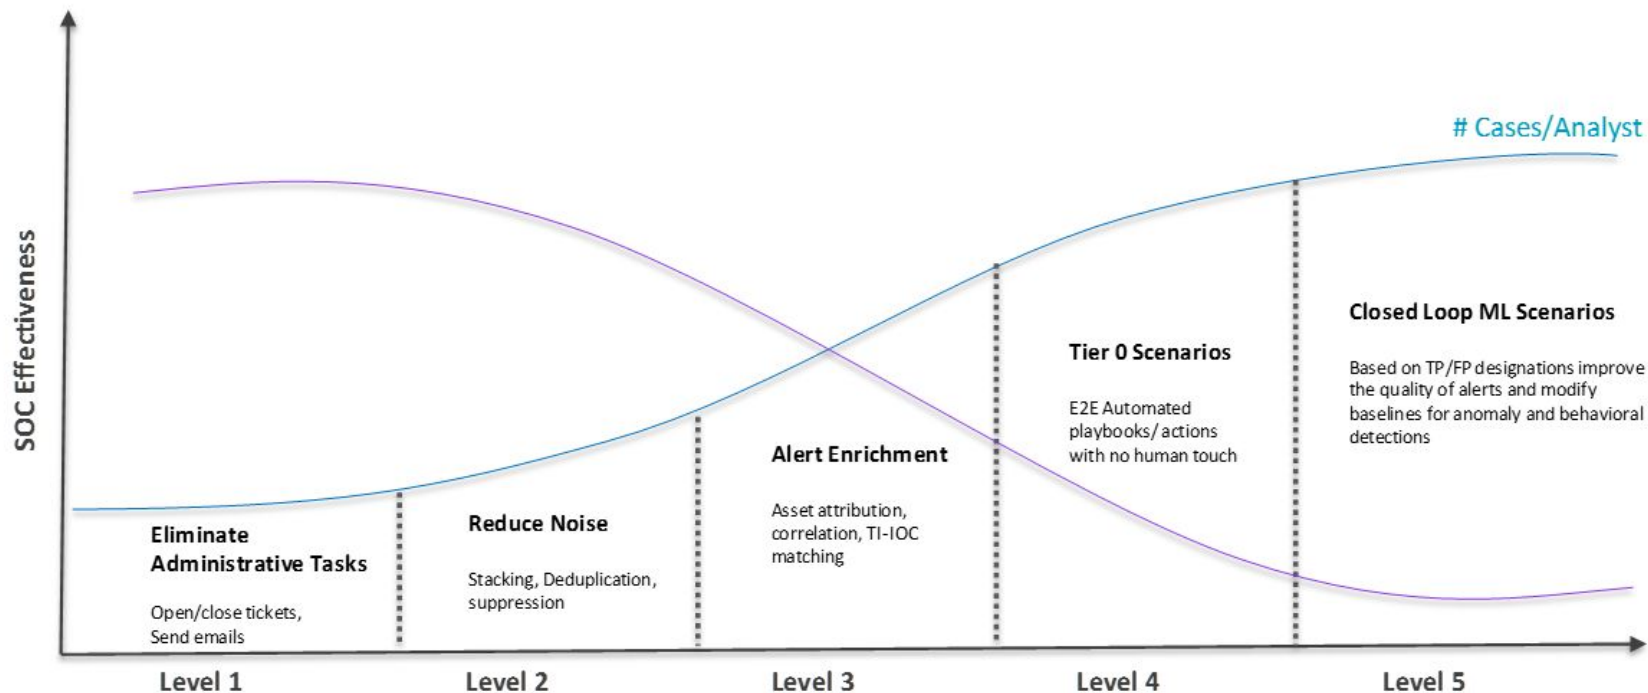 # Cases/Analyst
SOC Effectiveness
Eliminate
Administrative Tasks
Open/close tickets,
Send emails
Reduce Noise
Stacking, Deduplication,
suppression
Alert Enrichment
Asset attribution,
correlation, TI-IOC
matching
Tier 0 Scenarios
E2E Automated
playbooks/actions
with no human touch
Closed Loop ML Scenarios
Based on TP/FP designations improve
the quality of alerts and modify
baselines for anomaly and behavioral
detections
Level 1
Level 2
Level 3
Level 4
Level 5